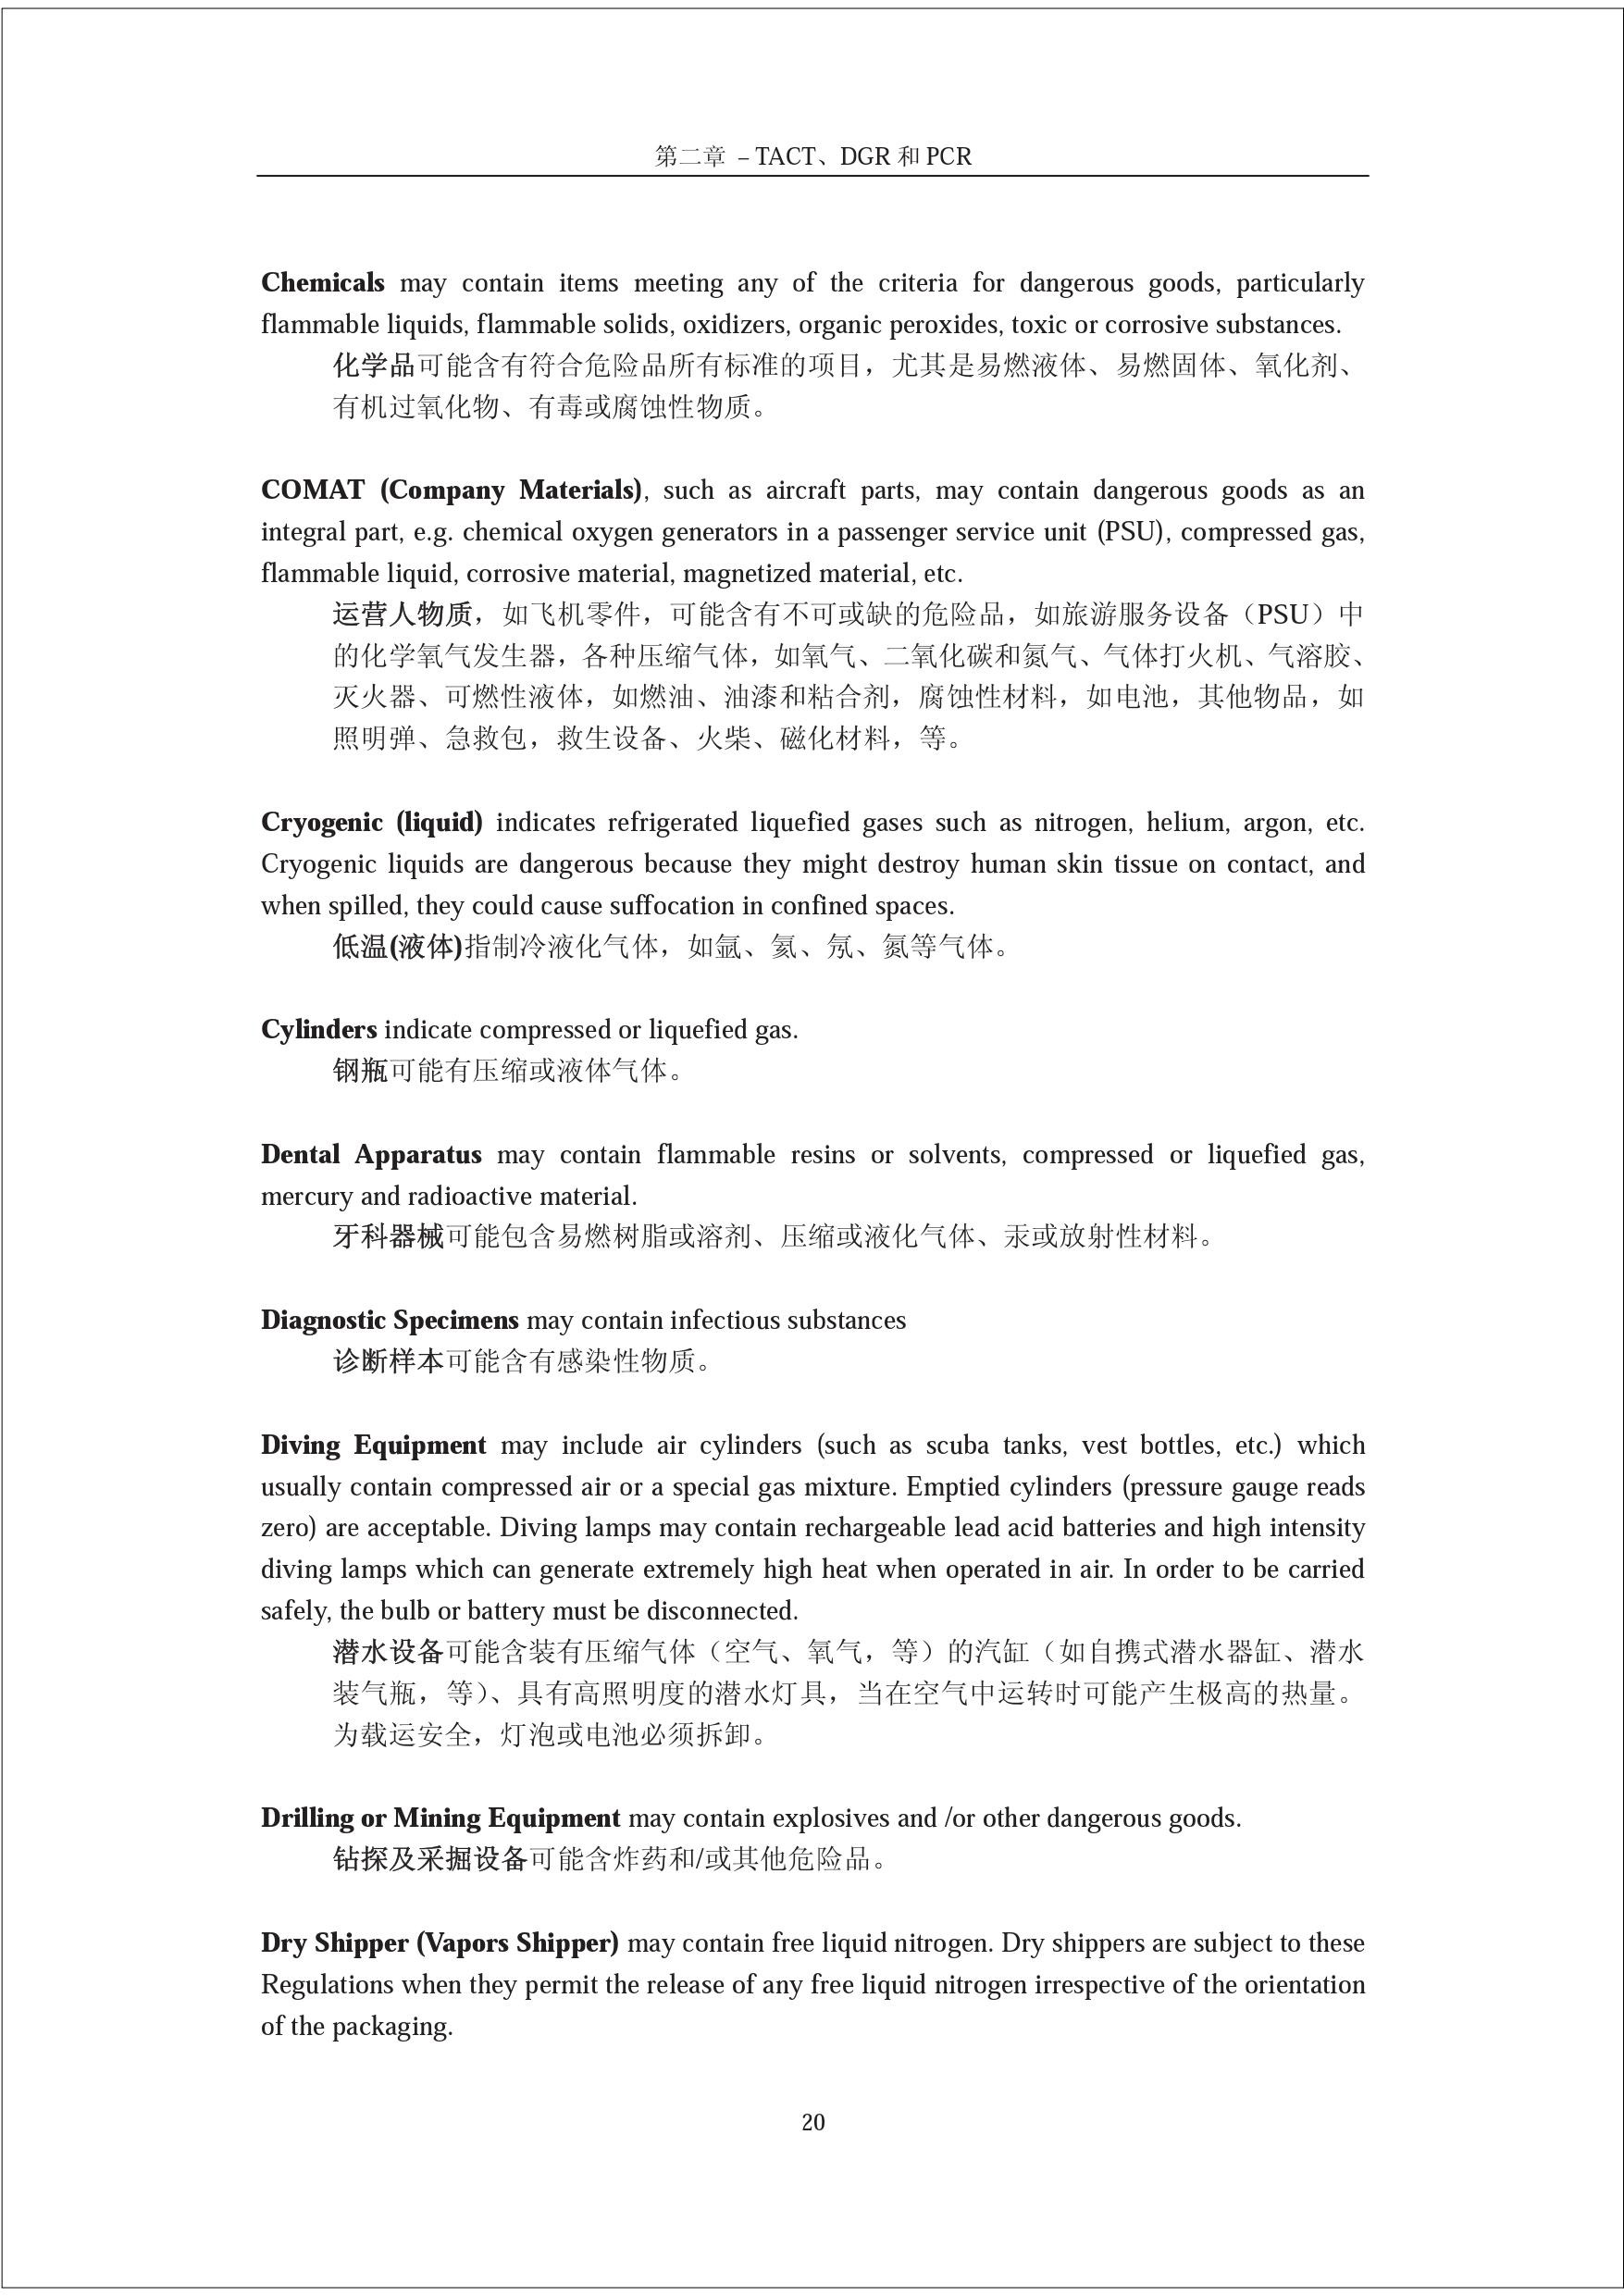 第二章 – TACT、DGR 和 PCR
Chemicals may contain items meeting any of the criteria for dangerous goods, particularly
flammable liquids, flammable solids, oxidizers, organic peroxides, toxic or corrosive substances.
化学品可能含有符合危险品所有标准的项目，尤其是易燃液体、易燃固体、氧化剂、
有机过氧化物、有毒或腐蚀性物质。
COMAT (Company Materials), such as aircraft parts, may contain dangerous goods as an
integral part, e.g. chemical oxygen generators in a passenger service unit (PSU), compressed gas,
flammable liquid, corrosive material, magnetized material, etc.
运营人物质，如飞机零件，可能含有不可或缺的危险品，如旅游服务设备（PSU）中
的化学氧气发生器，各种压缩气体，如氧气、二氧化碳和氮气、气体打火机、气溶胶、
灭火器、可燃性液体，如燃油、油漆和粘合剂，腐蚀性材料，如电池，其他物品，如
照明弹、急救包，救生设备、火柴、磁化材料，等。
Cryogenic (liquid) indicates refrigerated liquefied gases such as nitrogen, helium, argon, etc.
Cryogenic liquids are dangerous because they might destroy human skin tissue on contact, and
when spilled, they could cause suffocation in confined spaces.
低温(液体)指制冷液化气体，如氩、氦、氖、氮等气体。
Cylinders indicate compressed or liquefied gas.
钢瓶可能有压缩或液体气体。
Dental Apparatus may contain flammable resins or solvents, compressed or liquefied gas,
mercury and radioactive material.
牙科器械可能包含易燃树脂或溶剂、压缩或液化气体、汞或放射性材料。
Diagnostic Specimens may contain infectious substances
诊断样本可能含有感染性物质。
Diving Equipment may include air cylinders (such as scuba tanks, vest bottles, etc.) which
usually contain compressed air or a special gas mixture. Emptied cylinders (pressure gauge reads
zero) are acceptable. Diving lamps may contain rechargeable lead acid batteries and high intensity
diving lamps which can generate extremely high heat when operated in air. In order to be carried
safely, the bulb or battery must be disconnected.
潜水设备可能含装有压缩气体（空气、氧气，等）的汽缸（如自携式潜水器缸、潜水
装气瓶，等）、具有高照明度的潜水灯具，当在空气中运转时可能产生极高的热量。
为载运安全，灯泡或电池必须拆卸。
Drilling or Mining Equipment may contain explosives and /or other dangerous goods.
钻探及采掘设备可能含炸药和/或其他危险品。
Dry Shipper (Vapors Shipper) may contain free liquid nitrogen. Dry shippers are subject to these
Regulations when they permit the release of any free liquid nitrogen irrespective of the orientation
of the packaging.
20